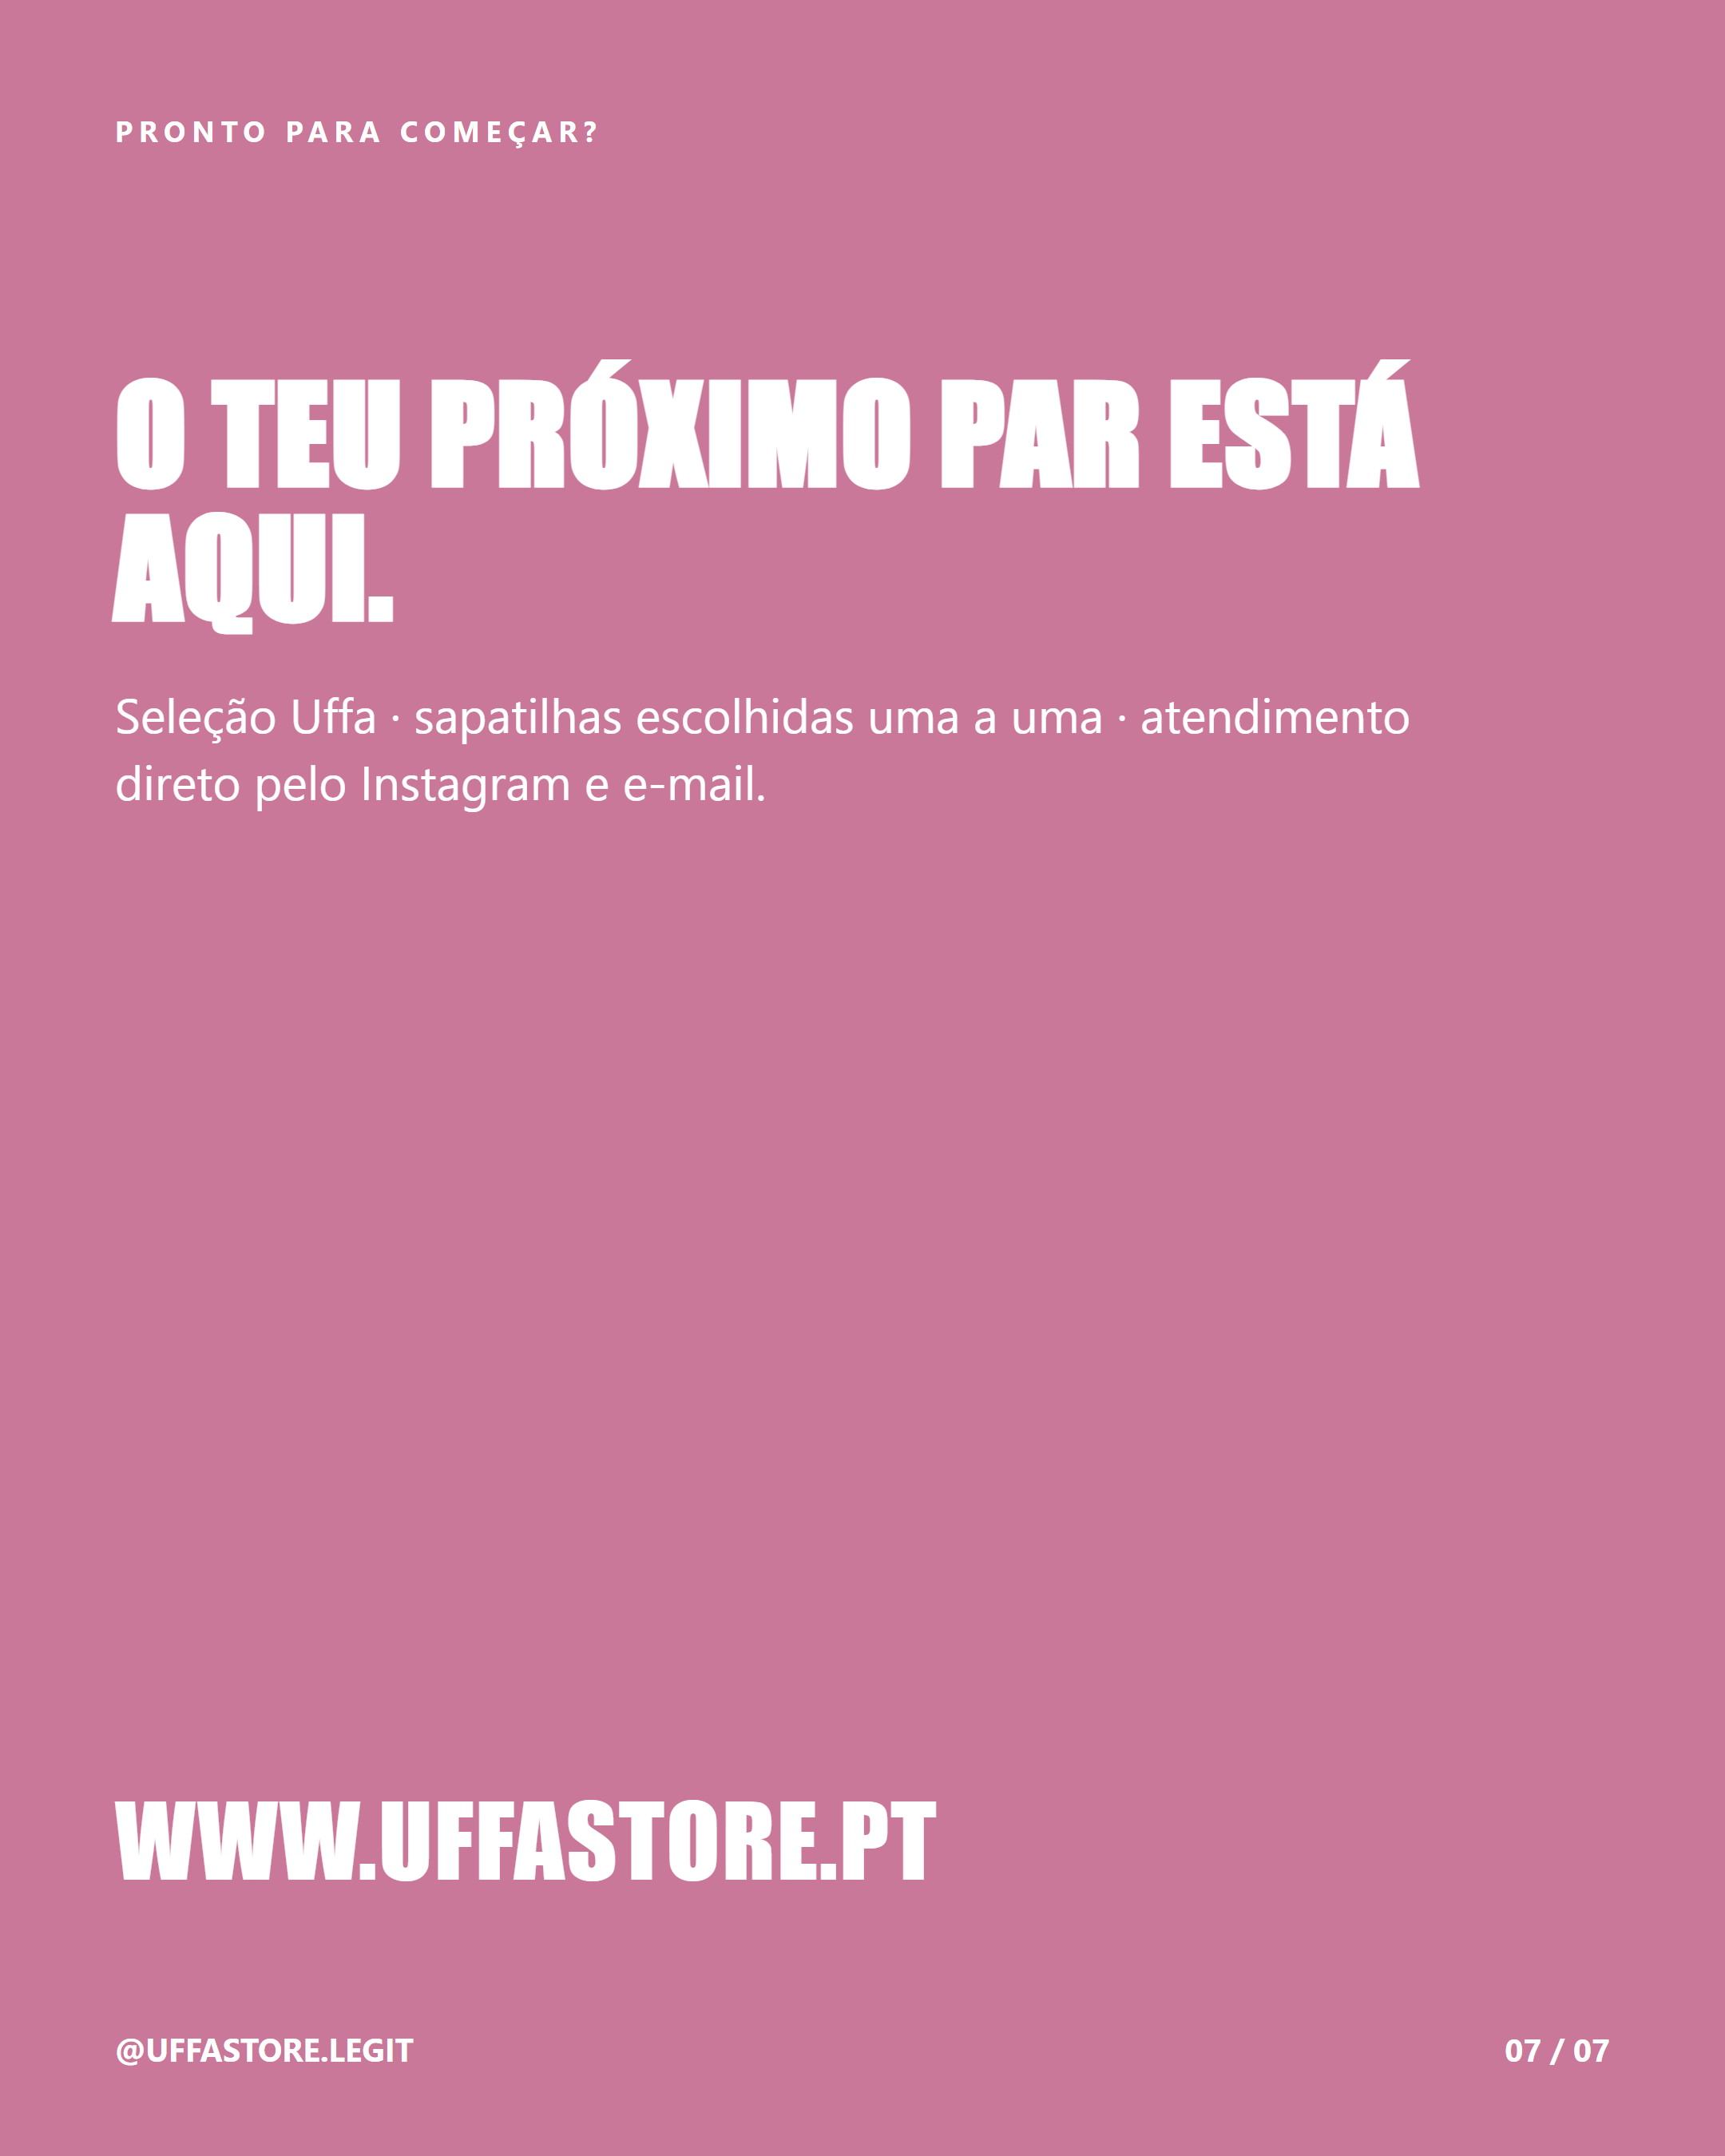 PRONTO PARA COMEÇAR?
O TEU PRÓXIMO PAR ESTÁ
AQUI.
Seleção Uffa · sapatilhas escolhidas uma a uma · atendimento
direto pelo Instagram e e-mail.
WWW.UFFASTORE.PT
@UFFASTORE.LEGIT
07 / 07